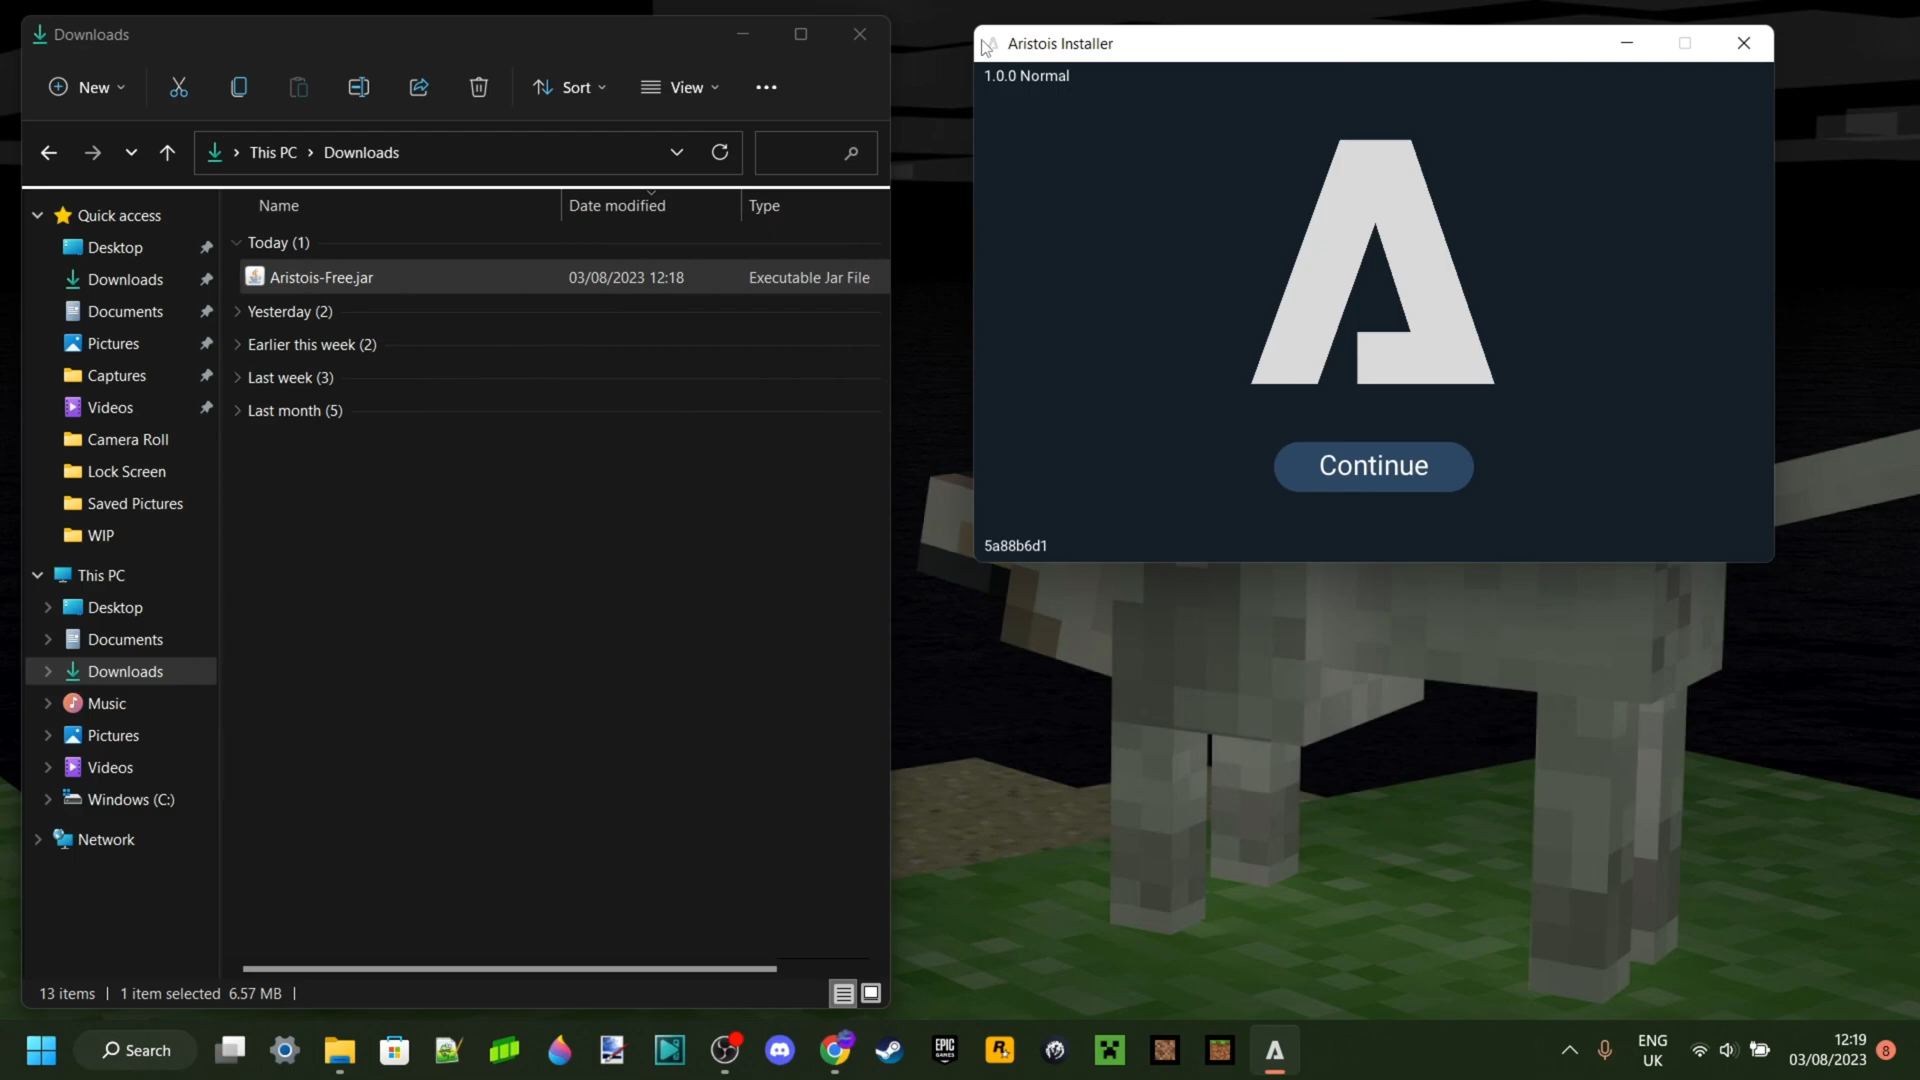 Downloads
New
Sort
View
This PC
Downloads
Name
Date modified
Type
Quick access
Desktop
Downloads
Documents
Pictures
Captures
Videos
Camera Roll
Lock Screen
Saved Pictures
WIP
This PC
Desktop
Documents
Downloads
Music
Pictures
Videos
Windows (C:)
Network
Today (1)
Aristois-Free.jar 03/08/2023 12:18 Executable Jar File
Yesterday (2)
Earlier this week (2)
Last week (3)
Last month (5)
13 items
1 item selected 6.57 MB
Aristois Installer
1.0.0 Normal
Continue
5a88b6d1
Search
EPIC
GAMES
ENG
UK
12:19
03/08/2023
8